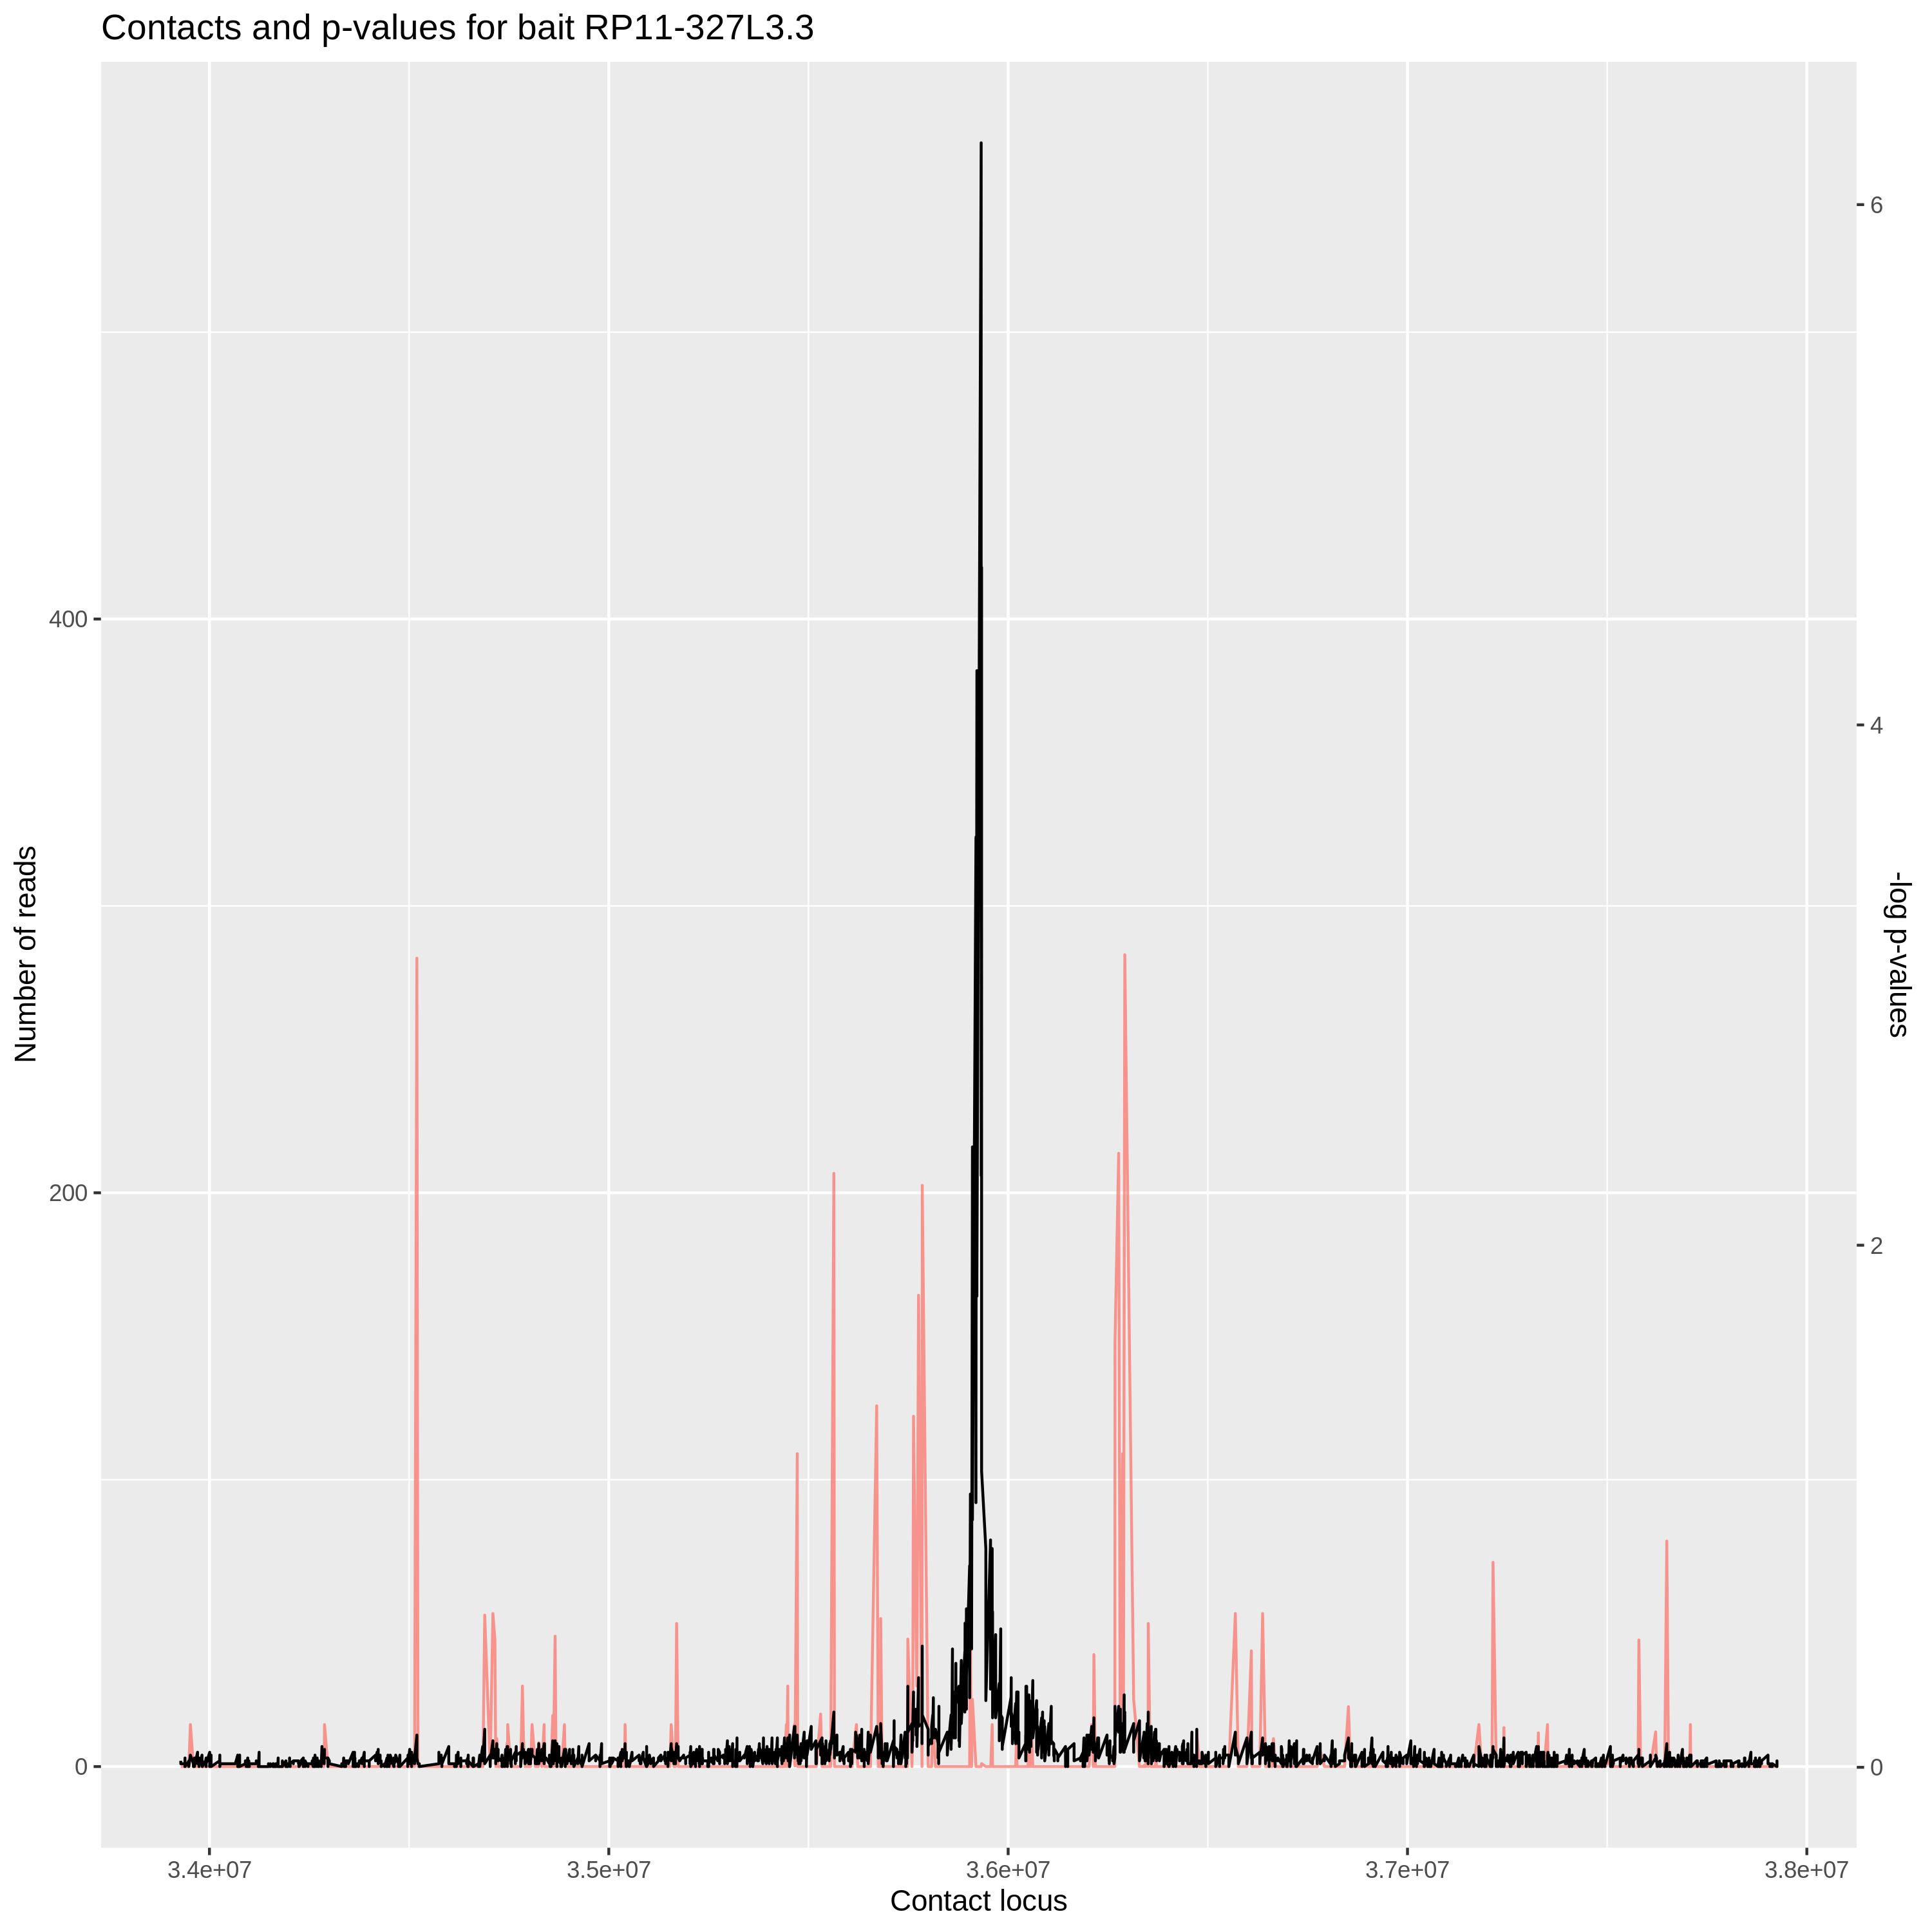 Contacts and p-values for bait RP11-327L3.3
Number of reads
400
200
0
6
4
2
0
-log p-values
3.4e+07
3.5e+07
3.6e+07
3.7e+07
3.8e+07
Contact locus